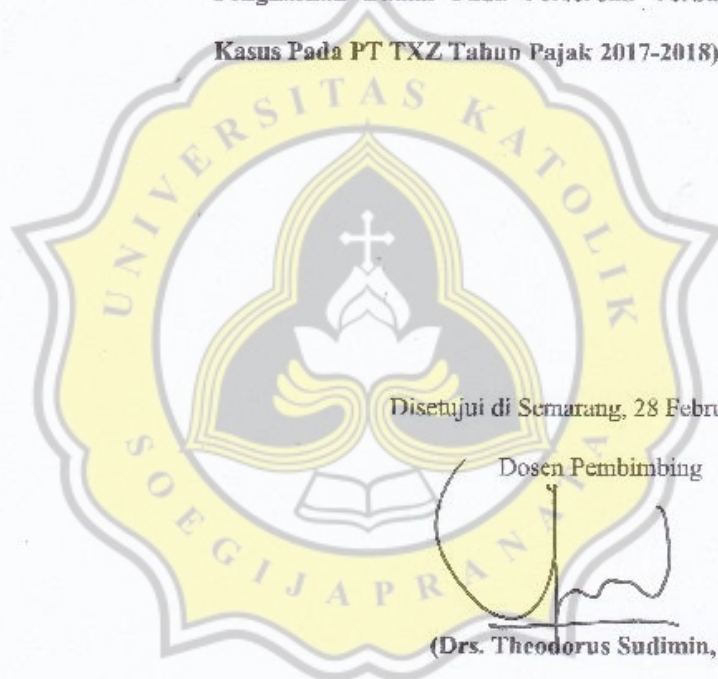 Kasus Pada PT TXZ Tahun Pajak 2017-2018)
UNIVERSITAS KATOLIK
SOEGIJAPRANATA
Disetujui di Semarang, 28 Febru
Dosen Pembimbing
(Drs. Theodorus Sudimin,